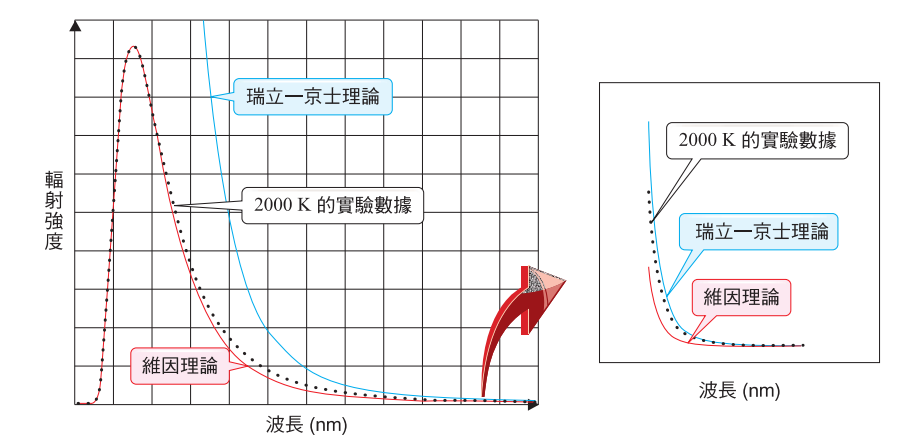 瑞立一京士理論
2000 K 的實驗數據
輻射強度
維因理論
波長 (nm)
2000 K 的實驗數據
瑞立一京士理論
維因理論
波長 (nm)